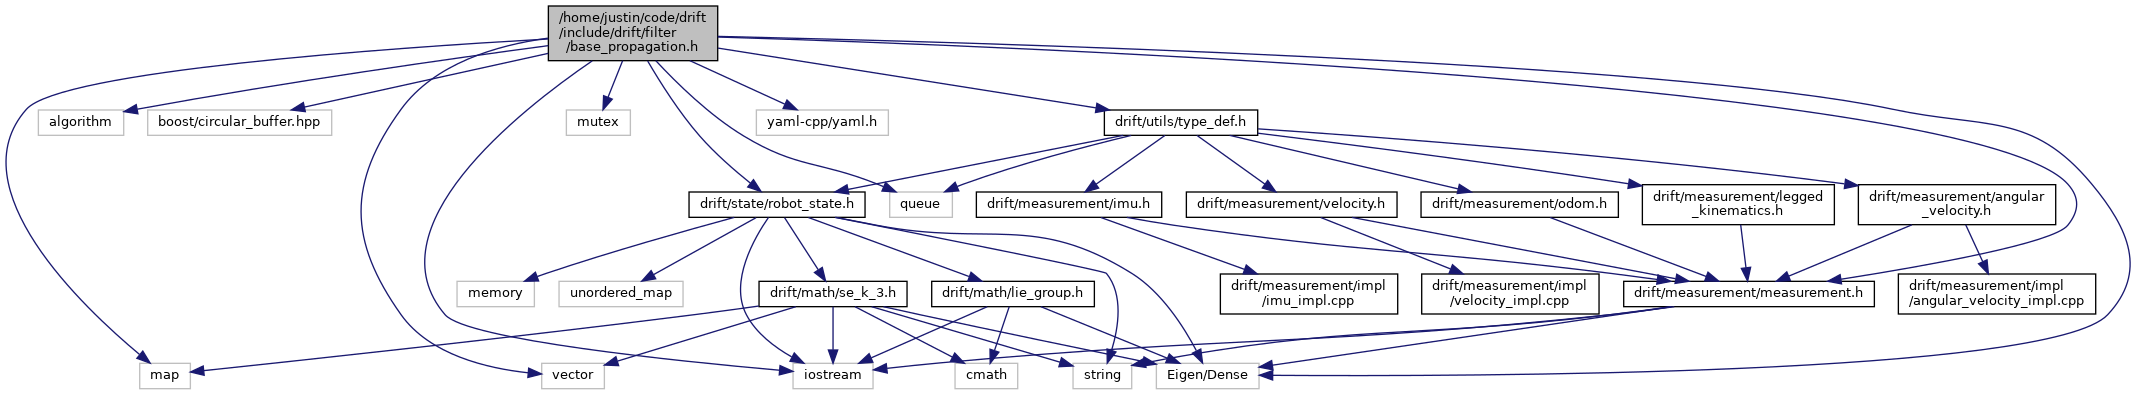 /home/justin/code/drift
/include/drift/filter
/base_propagation.h
algorithm
boost/circular_buffer.hpp
mutex
yaml-cpp/yaml.h
drift/utils/type_def.h
drift/state/robot_state.h
queue
drift/measurement/imu.h
drift/measurement/velocity.h
drift/measurement/odom.h
drift/measurement/legged
_kinematics.h
drift/measurement/angular
_velocity.h
memory
unordered_map
drift/math/se_k_3.h
drift/math/lie_group.h
drift/measurement/impl
/imu_impl.cpp
drift/measurement/impl
/velocity_impl.cpp
drift/measurement/measurement.h
drift/measurement/impl
/angular_velocity_impl.cpp
map
vector
iostream
cmath
string
Eigen/Dense